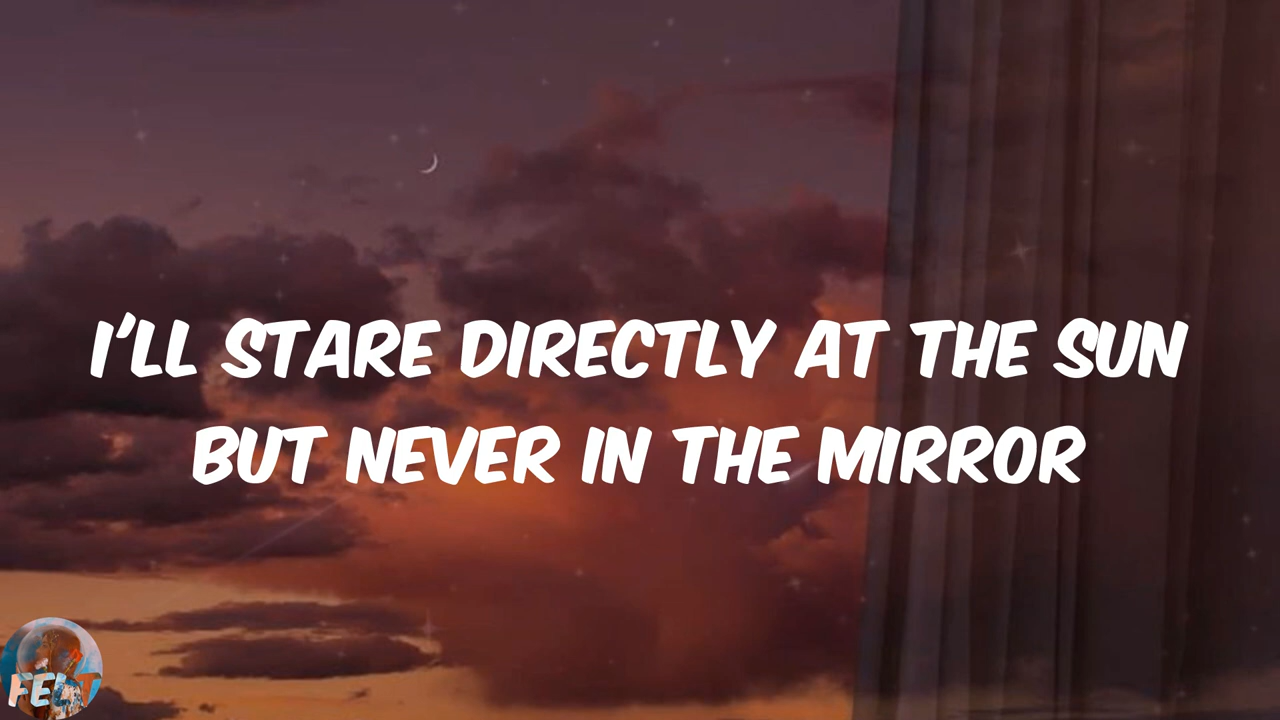 I'LL STARE DIRECTLY AT THE SUN
BUT NEVER IN THE MIRROR
FELT